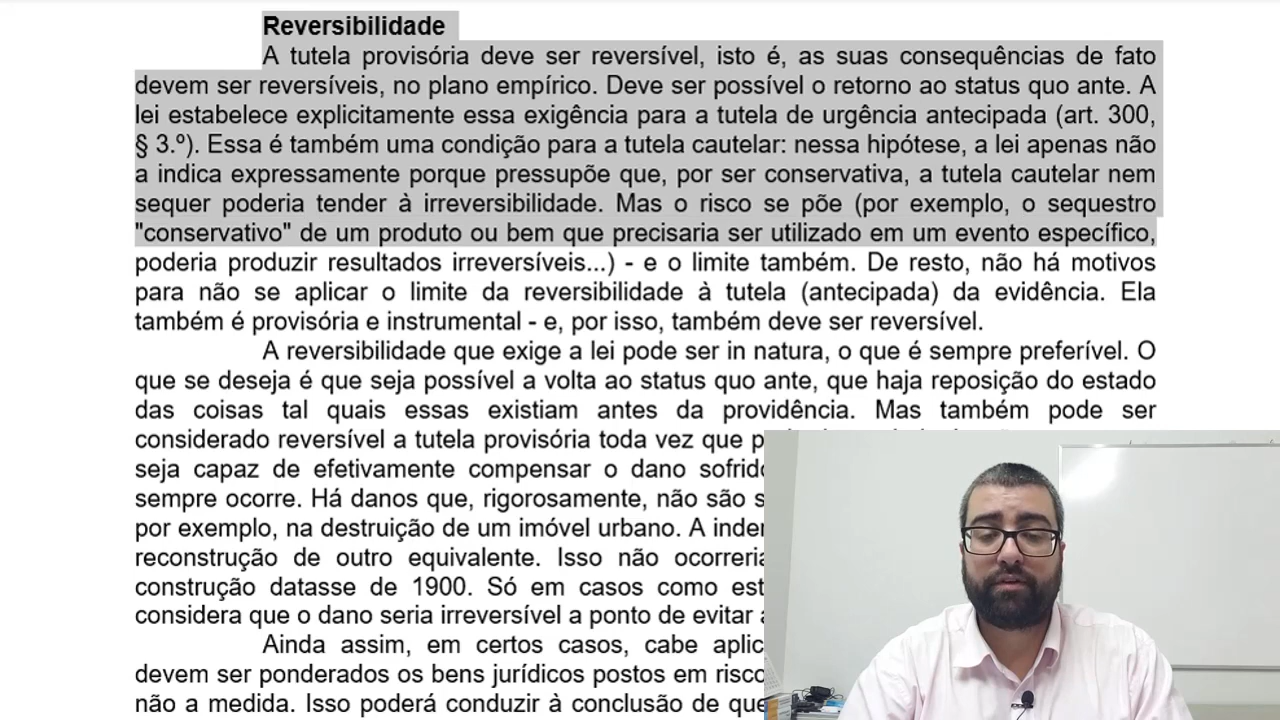 Reversibilidade
A tutela provisória deve ser reversível, isto é, as suas consequências de fato
devem ser reversíveis, no plano empírico. Deve ser possível o retorno ao status quo ante. A
lei estabelece explicitamente essa exigência para a tutela de urgência antecipada (art. 300,
§ 3.º). Essa é também uma condição para a tutela cautelar: nessa hipótese, a lei apenas não
a indica expressamente porque pressupõe que, por ser conservativa, a tutela cautelar nem
sequer poderia tender à irreversibilidade. Mas o risco se põe (por exemplo, o sequestro
"conservativo" de um produto ou bem que precisaria ser utilizado em um evento específico,
poderia produzir resultados irreversíveis...) - e o limite também. De resto, não há motivos
para não se aplicar o limite da reversibilidade à tutela (antecipada) da evidência. Ela
também é provisória e instrumental - e, por isso, também deve ser reversível.
A reversibilidade que exige a lei pode ser in natura, o que é sempre preferível. O
que se deseja é que seja possível a volta ao status quo ante, que haja reposição do estado
das coisas tal quais essas existiam antes da providência. Mas também pode ser
considerado reversível a tutela provisória toda vez que
seja capaz de efetivamente compensar o dano
sempre ocorre. Há danos que, rigorosamente, não são
por exemplo, na destruição de um imóvel urbano. A
reconstrução de outro equivalente. Isso não ocorreria
construção datasse de 1900. Só em casos como
considera que o dano seria irreversível a ponto de evitar
Ainda assim, em certos casos, cabe
devem ser ponderados os bens jurídicos postos em risco
não a medida. Isso poderá conduzir à conclusão de que